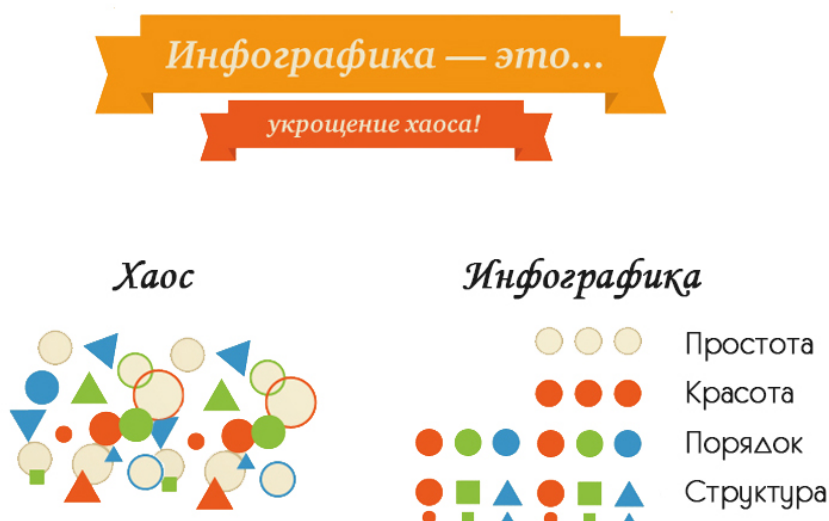 Инфографика — это...
укрощение хаоса!
Хаос
Инфографика
Простота
Красота
Порядок
Структура